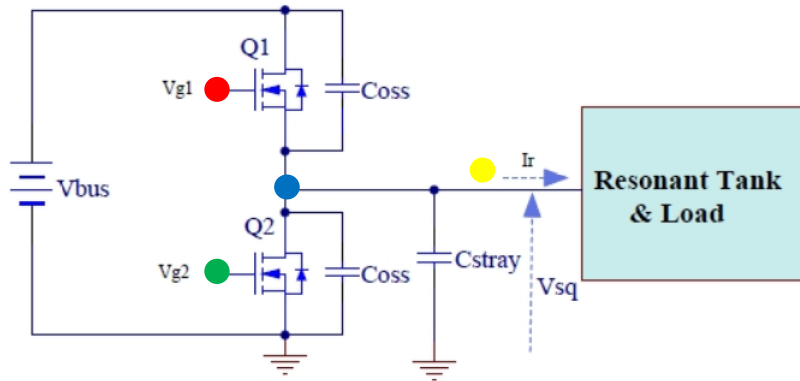 Q1
Vg1
Coss
Ir
Vbus
Resonant Tank
& Load
Q2
Vg2
Coss
Cstray
Vsq